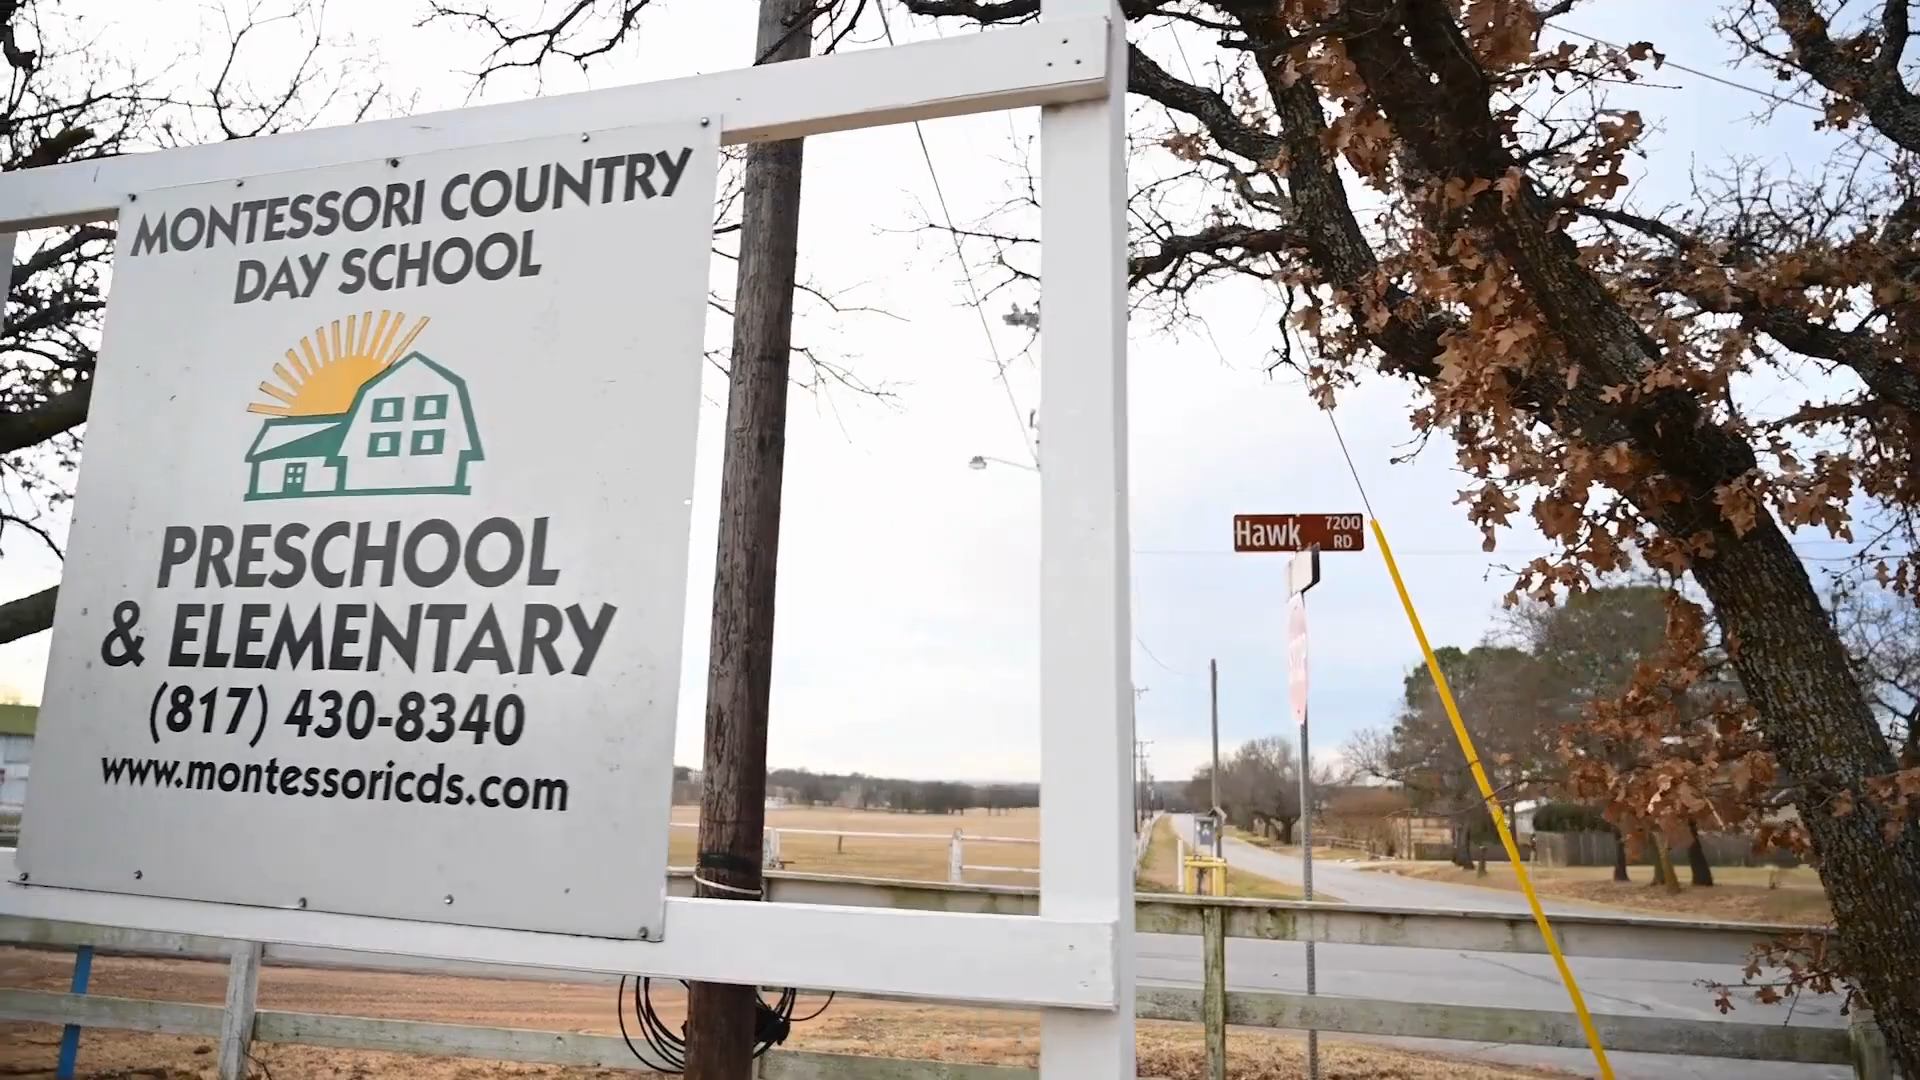 MONTESSORI COUNTRY
DAY SCHOOL
PRESCHOOL
& ELEMENTARY
(817) 430-8340
www.montessoricds.com
Hawk RD 7200